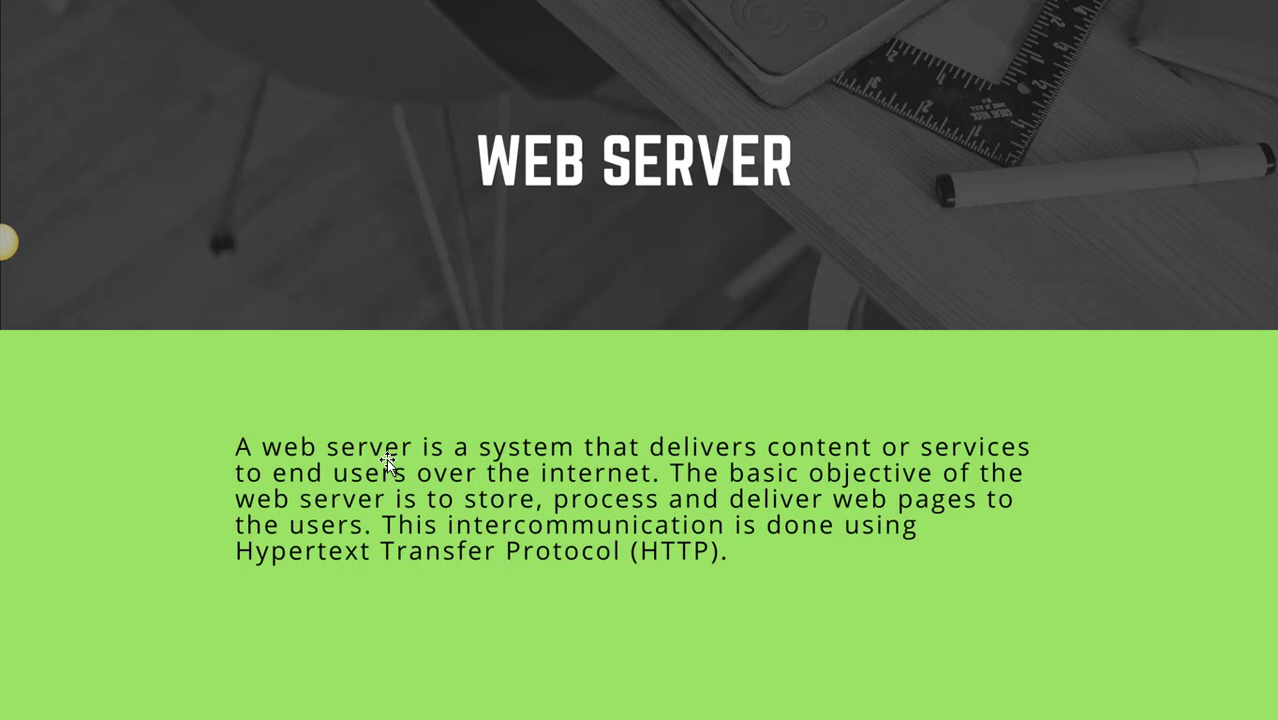 WEB SERVER
A web server is a system that delivers content or services
to end users over the internet. The basic objective of the
web server is to store, process and deliver web pages to
the users. This intercommunication is done using
Hypertext Transfer Protocol (HTTP).